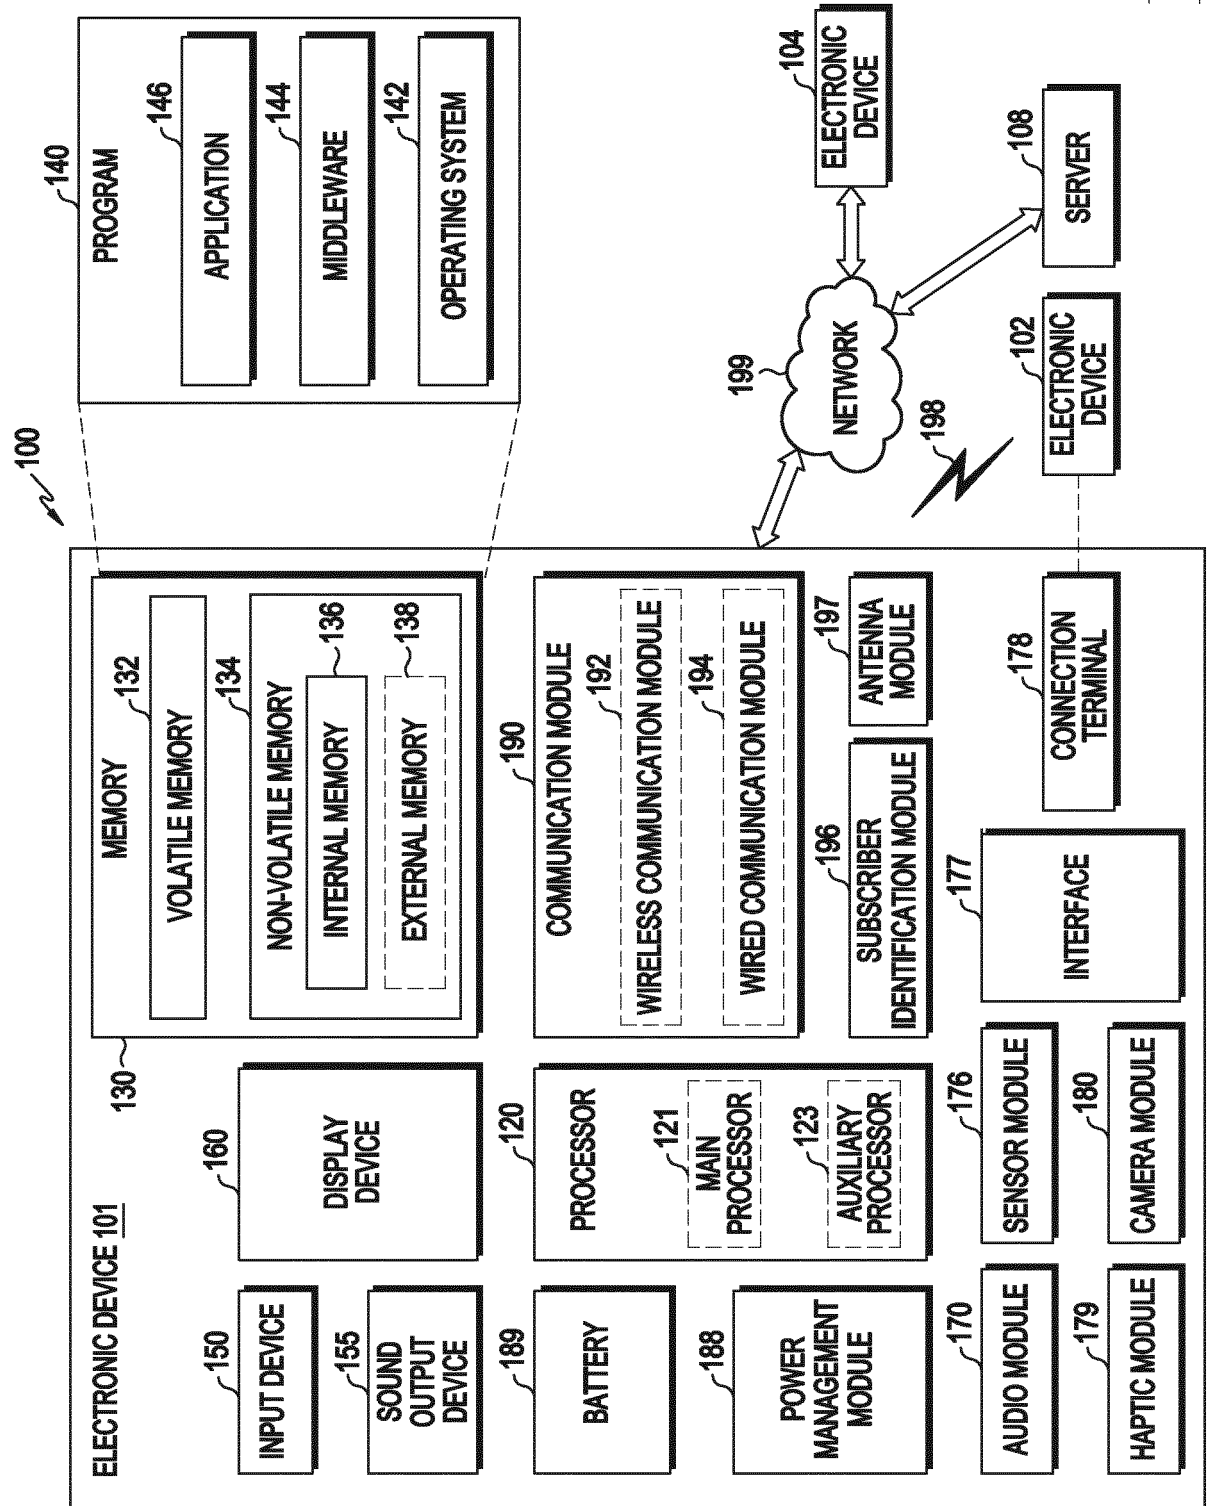 100
140
PROGRAM
146
APPLICATION
144
MIDDLEWARE
142
OPERATING SYSTEM
ELECTRONIC DEVICE 101
130
MEMORY
132
VOLATILE MEMORY
134
NON-VOLATILE MEMORY
136
INTERNAL MEMORY
138
EXTERNAL MEMORY
150
INPUT DEVICE
155
SOUND
OUTPUT
DEVICE
160
DISPLAY
DEVICE
189
BATTERY
188
POWER
MANAGEMENT
MODULE
120
PROCESSOR
121
MAIN
PROCESSOR
123
AUXILIARY
PROCESSOR
190
COMMUNICATION MODULE
192
WIRELESS COMMUNICATION MODULE
194
WIRED COMMUNICATION MODULE
196
SUBSCRIBER
IDENTIFICATION MODULE
197
ANTENNA
MODULE
170
AUDIO MODULE
176
SENSOR MODULE
177
INTERFACE
178
CONNECTION
TERMINAL
179
HAPTIC MODULE
180
CAMERA MODULE
199
NETWORK
198
104
ELECTRONIC
DEVICE
108
SERVER
102
ELECTRONIC
DEVICE